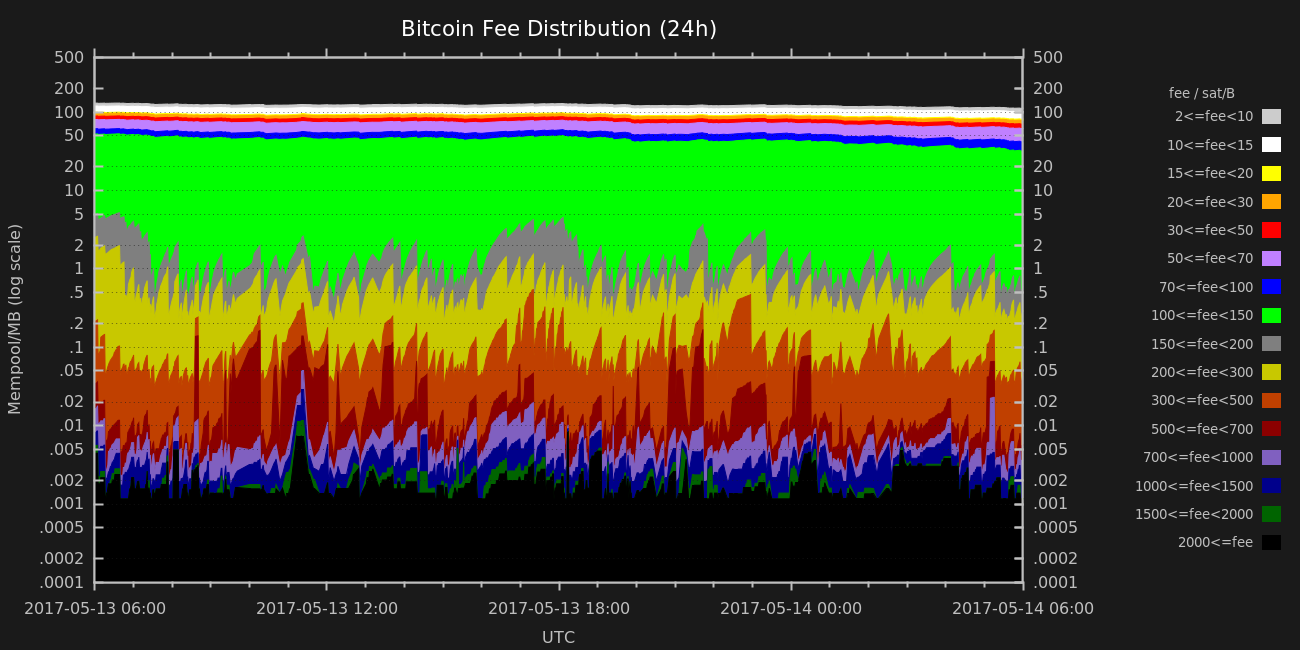 Bitcoin Fee Distribution (24h)
500 500
200 200
100 100
50 50
20 20
10 10
5 5
2 2
1 1
.5 .5
.2 .2
.1 .1
.05 .05
.02 .02
.01 .01
.005 .005
.002 .002
.001 .001
.0005 .0005
.0002 .0002
.0001 .0001
Mempool/MB (log scale)
2017-05-13 06:00 2017-05-13 12:00 2017-05-13 18:00 2017-05-14 00:00 2017-05-14 06:00
UTC
fee / sat/B
2<=fee<10
10<=fee<15
15<=fee<20
20<=fee<30
30<=fee<50
50<=fee<70
70<=fee<100
100<=fee<150
150<=fee<200
200<=fee<300
300<=fee<500
500<=fee<700
700<=fee<1000
1000<=fee<1500
1500<=fee<2000
2000<=fee